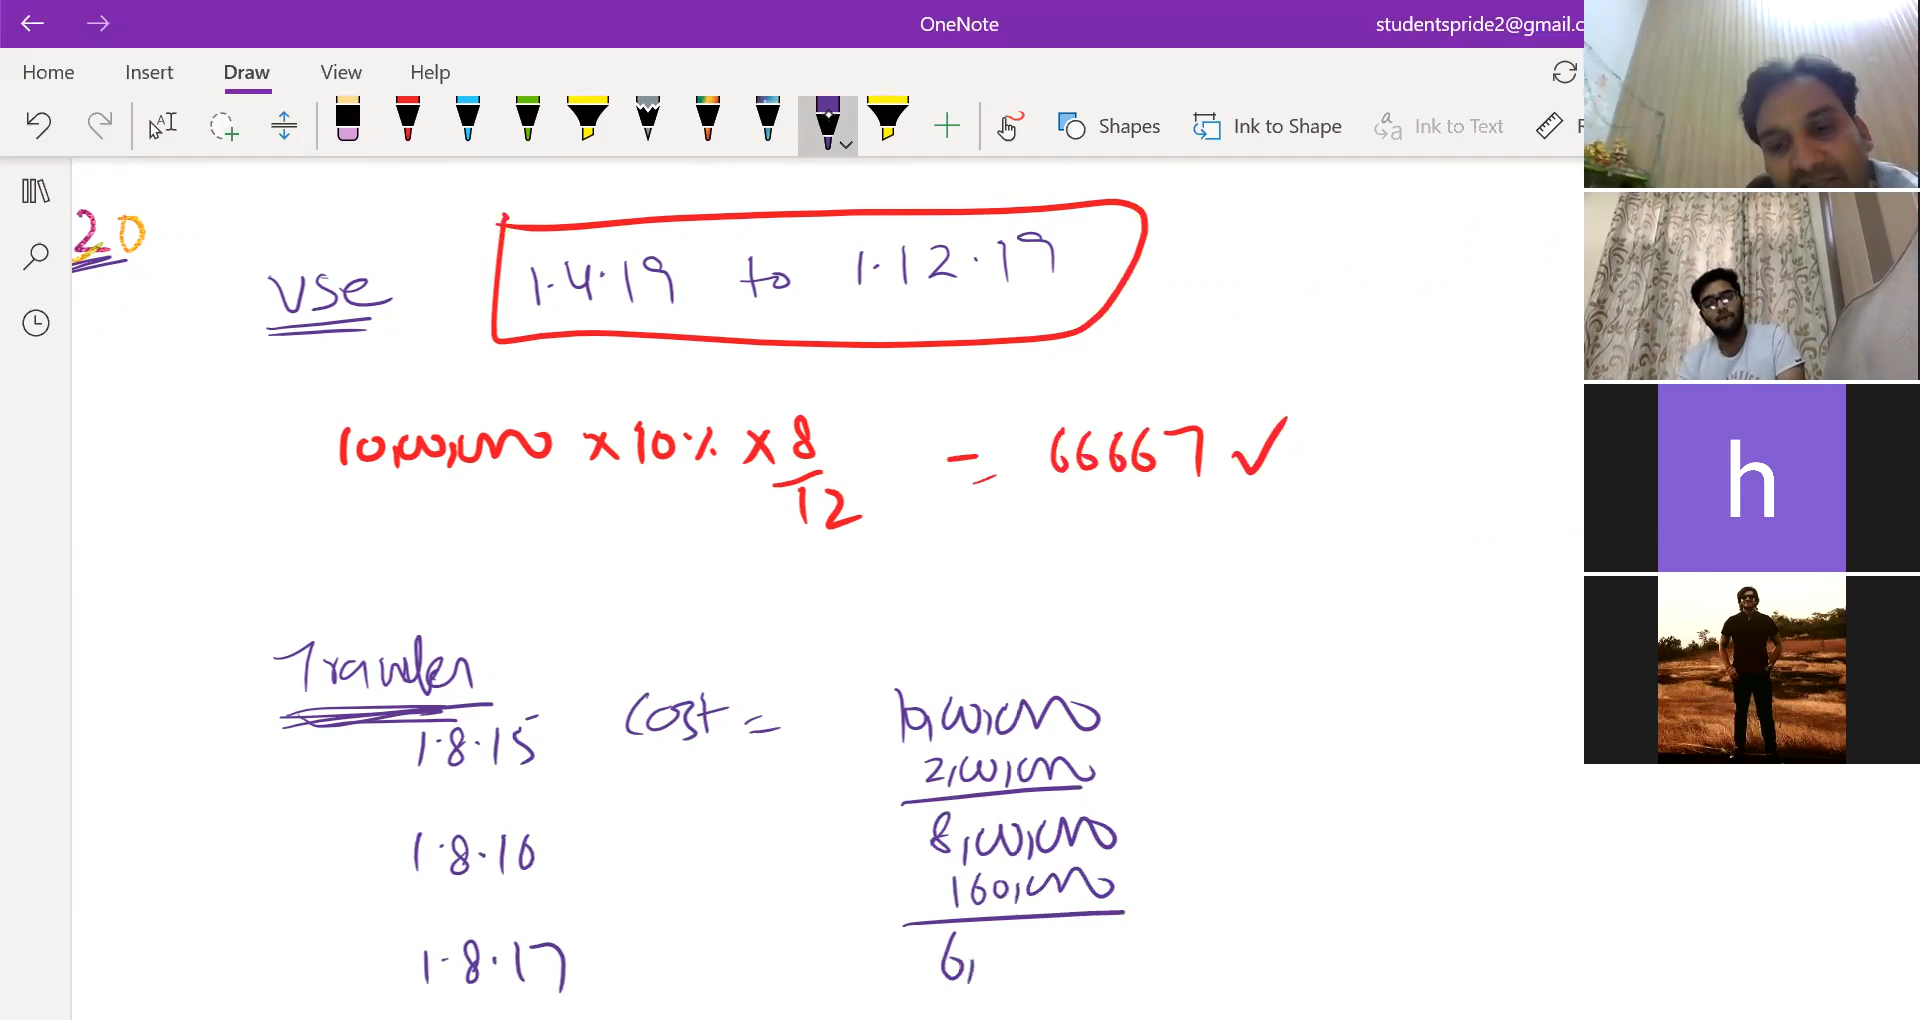 OneNote
studentspride2@gmail.c
Home Insert Draw View Help
Shapes Ink to Shape Ink to Text
20
use 1.4.19 to 1.12.19
10,00,000 x 10% x 8/12 = 66667 ✓
Transfer
1.8.15 Cost = 10,00,000
2,00,000
1.8.16 8,00,000
160,000
1.8.17 6,
h